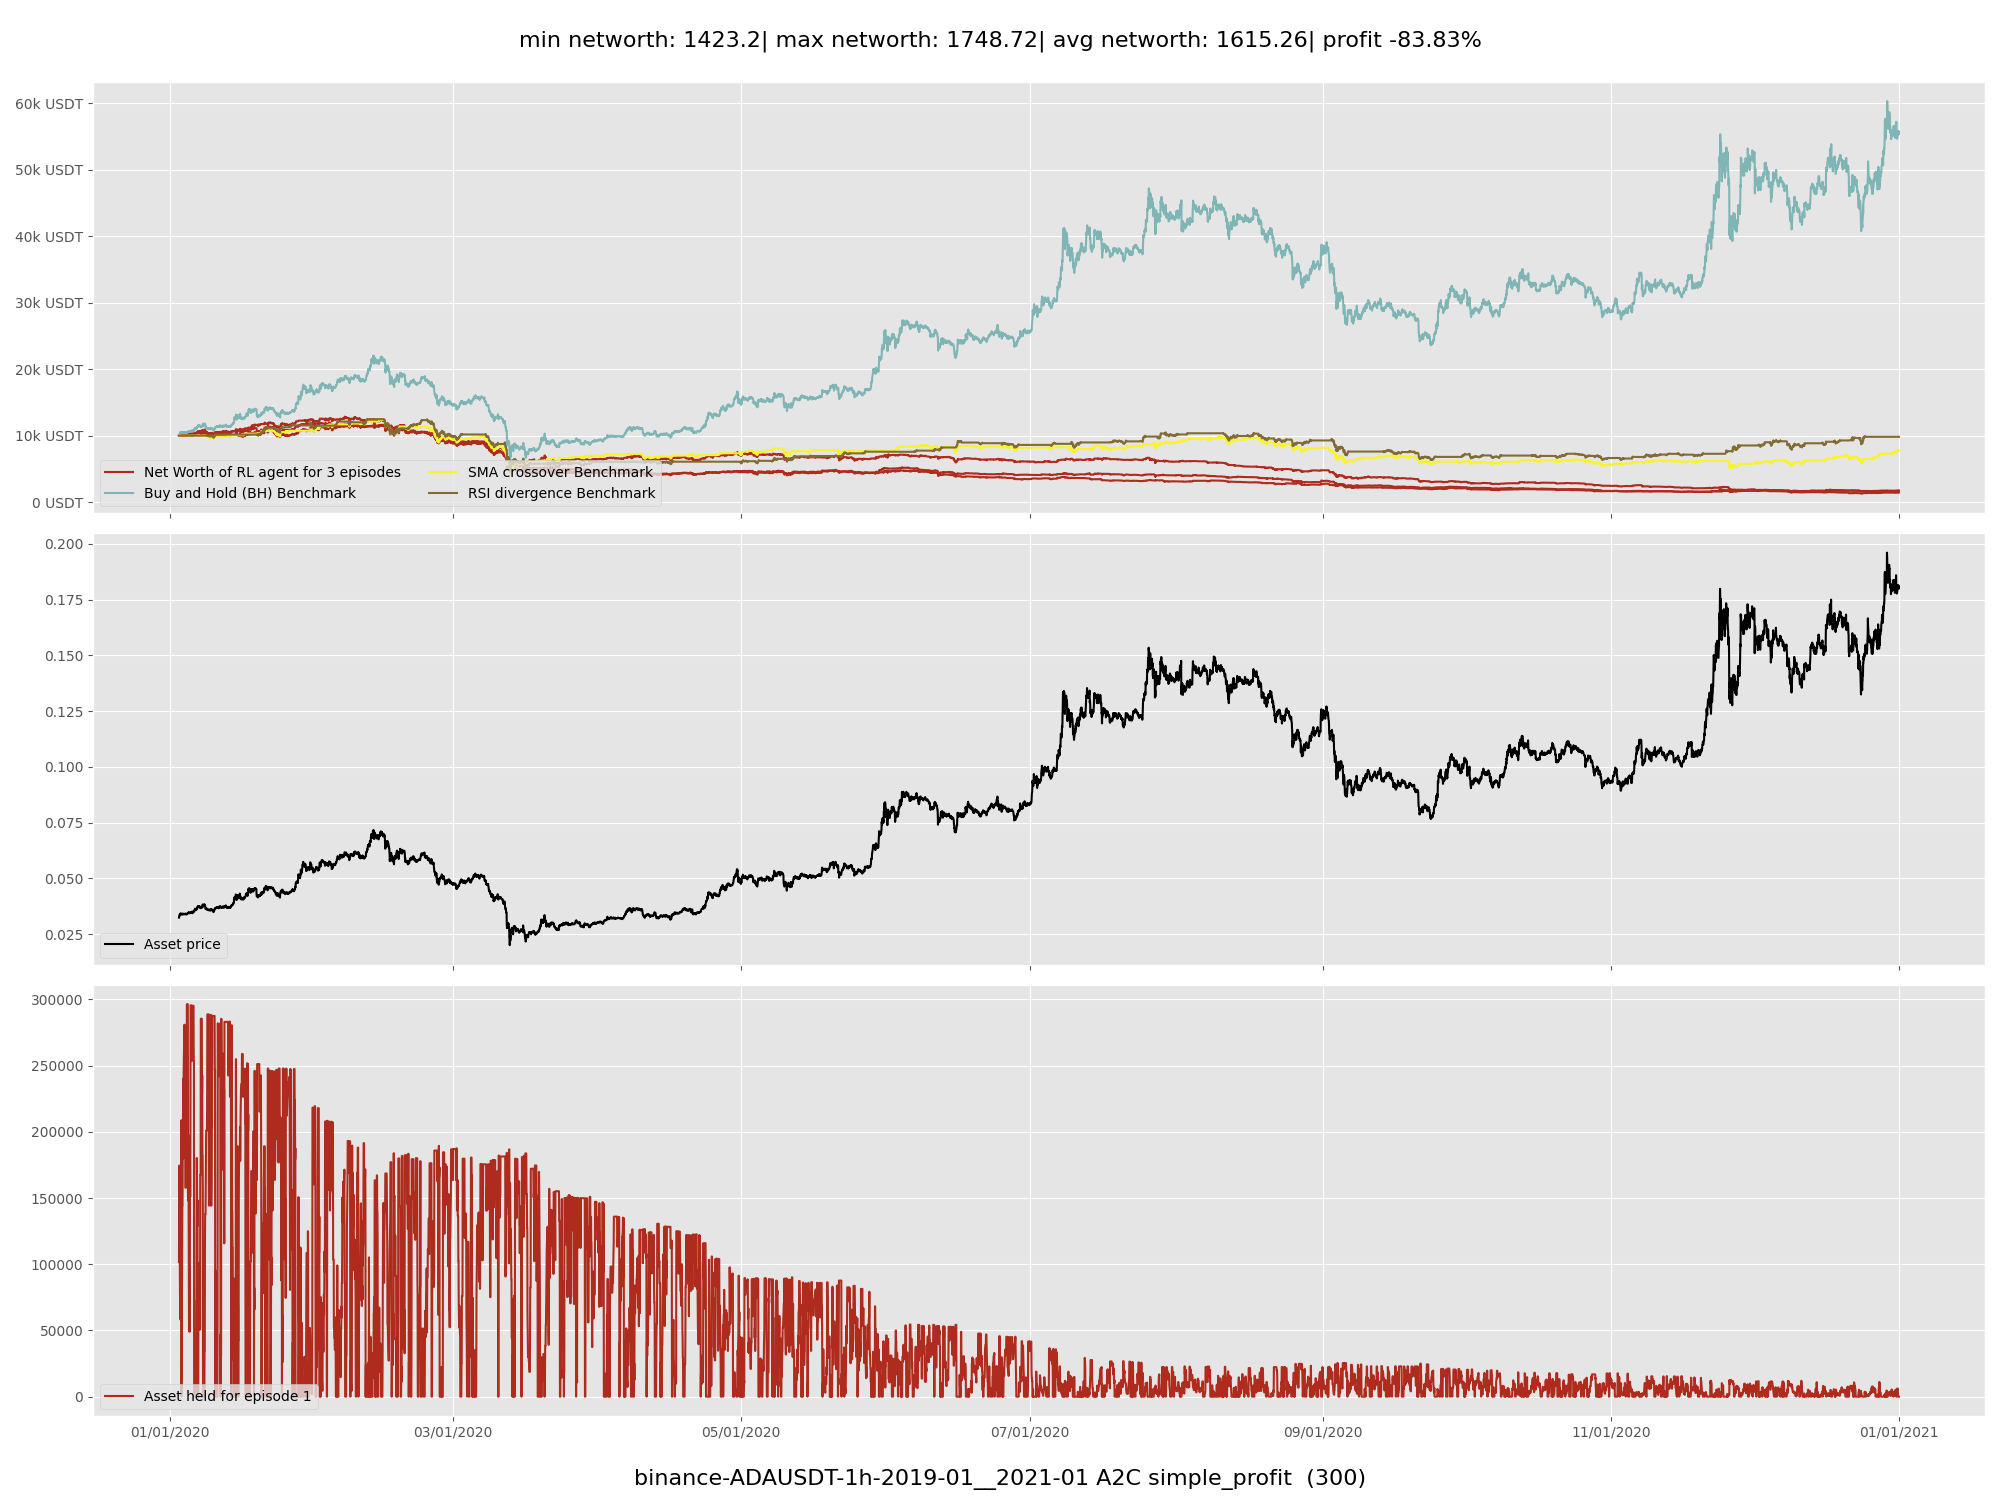 min networth: 1423.2| max networth: 1748.72| avg networth: 1615.26| profit -83.83%
60k USDT
50k USDT
40k USDT
30k USDT
20k USDT
10k USDT
0 USDT
Net Worth of RL agent for 3 episodes
Buy and Hold (BH) Benchmark
SMA crossover Benchmark
RSI divergence Benchmark
0.200
0.175
0.150
0.125
0.100
0.075
0.050
0.025
Asset price
300000
250000
200000
150000
100000
50000
0
Asset held for episode 1
01/01/2020
03/01/2020
05/01/2020
07/01/2020
09/01/2020
11/01/2020
01/01/2021
binance-ADAUSDT-1h-2019-01__2021-01 A2C simple_profit  (300)